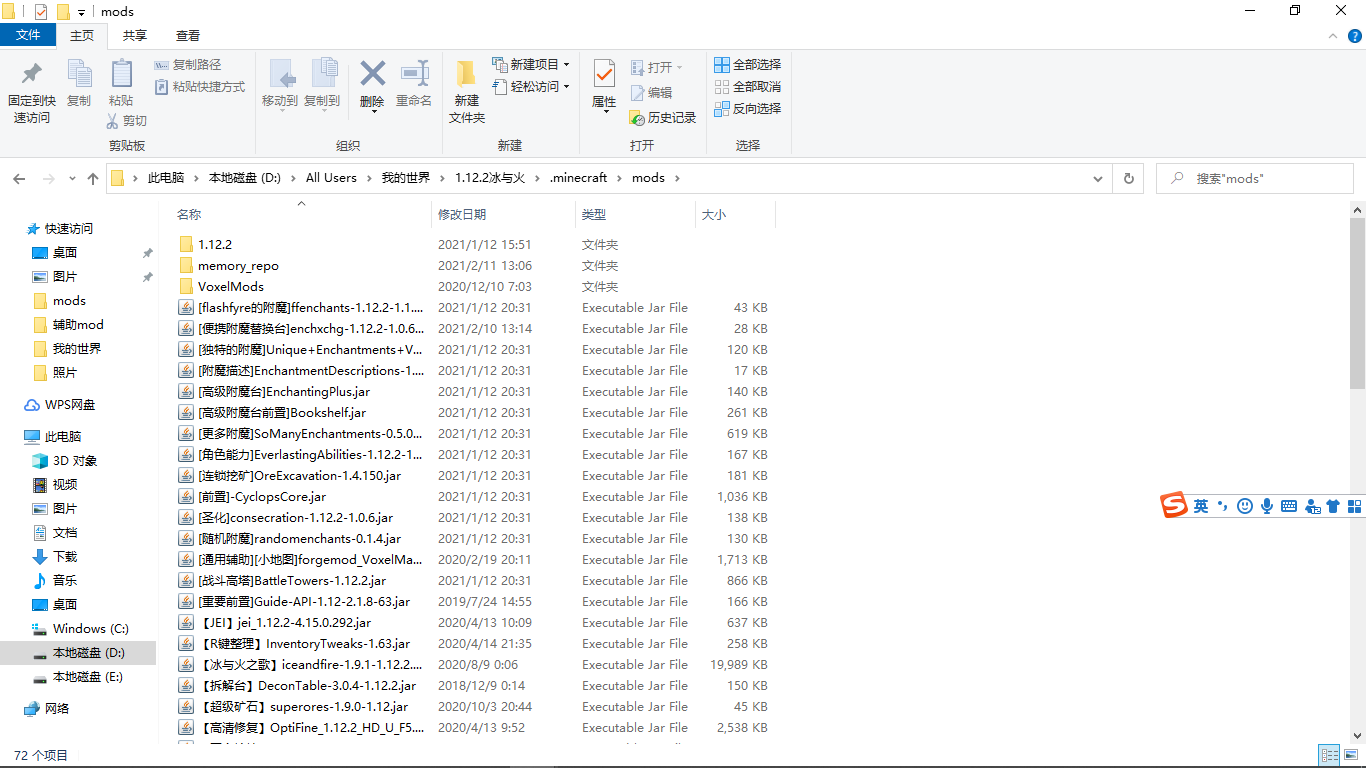 mods
文件 主页 共享 查看
固定到快速访问
复制
粘贴
复制路径
粘贴快捷方式
剪切
剪贴板
移动到
复制到
删除
重命名
组织
新建文件夹
新建项目
轻松访问
新建
属性
打开
编辑
历史记录
打开
全部选择
全部取消
反向选择
选择
此电脑 本地磁盘 (D:) All Users 我的世界 1.12.2冰与火 .minecraft mods
搜索"mods"
快速访问
桌面
图片
mods
辅助mod
我的世界
照片
WPS网盘
此电脑
3D 对象
视频
图片
文档
下载
音乐
桌面
Windows (C:)
本地磁盘 (D:)
本地磁盘 (E:)
网络
名称 修改日期 类型 大小
1.12.2 2021/1/12 15:51 文件夹
memory_repo 2021/2/11 13:06 文件夹
VoxelMods 2020/12/10 7:03 文件夹
[flashfyre的附魔]ffenchants-1.12.2-1.1.... 2021/1/12 20:31 Executable Jar File 43 KB
[便携附魔替换台]enchxchg-1.12.2-1.0.6... 2021/2/10 13:14 Executable Jar File 28 KB
[独特的附魔]Unique+Enchantments+V... 2021/1/12 20:31 Executable Jar File 120 KB
[附魔描述]EnchantmentDescriptions-1.... 2021/1/12 20:31 Executable Jar File 17 KB
[高级附魔台]EnchantingPlus.jar 2021/1/12 20:31 Executable Jar File 140 KB
[高级附魔台前置]Bookshelf.jar 2021/1/12 20:31 Executable Jar File 261 KB
[更多附魔]SoManyEnchantments-0.5.0... 2021/1/12 20:31 Executable Jar File 619 KB
[角色能力]EverlastingAbilities-1.12.2-1... 2021/1/12 20:31 Executable Jar File 167 KB
[连锁挖矿]OreExcavation-1.4.150.jar 2021/1/12 20:31 Executable Jar File 181 KB
[前置]-CyclopsCore.jar 2021/1/12 20:31 Executable Jar File 1,036 KB
[圣化]consecration-1.12.2-1.0.6.jar 2021/1/12 20:31 Executable Jar File 138 KB
[随机附魔]randomenchants-0.1.4.jar 2021/1/12 20:31 Executable Jar File 130 KB
[通用辅助][小地图]forgemod_VoxelMa... 2020/2/19 20:11 Executable Jar File 1,713 KB
[战斗高塔]BattleTowers-1.12.2.jar 2021/1/12 20:31 Executable Jar File 866 KB
[重要前置]Guide-API-1.12-2.1.8-63.jar 2019/7/24 14:55 Executable Jar File 166 KB
【JEI】jei_1.12.2-4.15.0.292.jar 2020/4/13 10:09 Executable Jar File 637 KB
【R键整理】InventoryTweaks-1.63.jar 2020/4/14 21:35 Executable Jar File 258 KB
【冰与火之歌】iceandfire-1.9.1-1.12.2.... 2020/8/9 0:06 Executable Jar File 19,989 KB
【拆解台】DeconTable-3.0.4-1.12.2.jar 2018/12/9 0:14 Executable Jar File 150 KB
【超级矿石】superores-1.9.0-1.12.jar 2020/10/3 20:44 Executable Jar File 45 KB
【高清修复】OptiFine_1.12.2_HD_U_F5.... 2020/4/13 9:52 Executable Jar File 2,538 KB
英
72 个项目